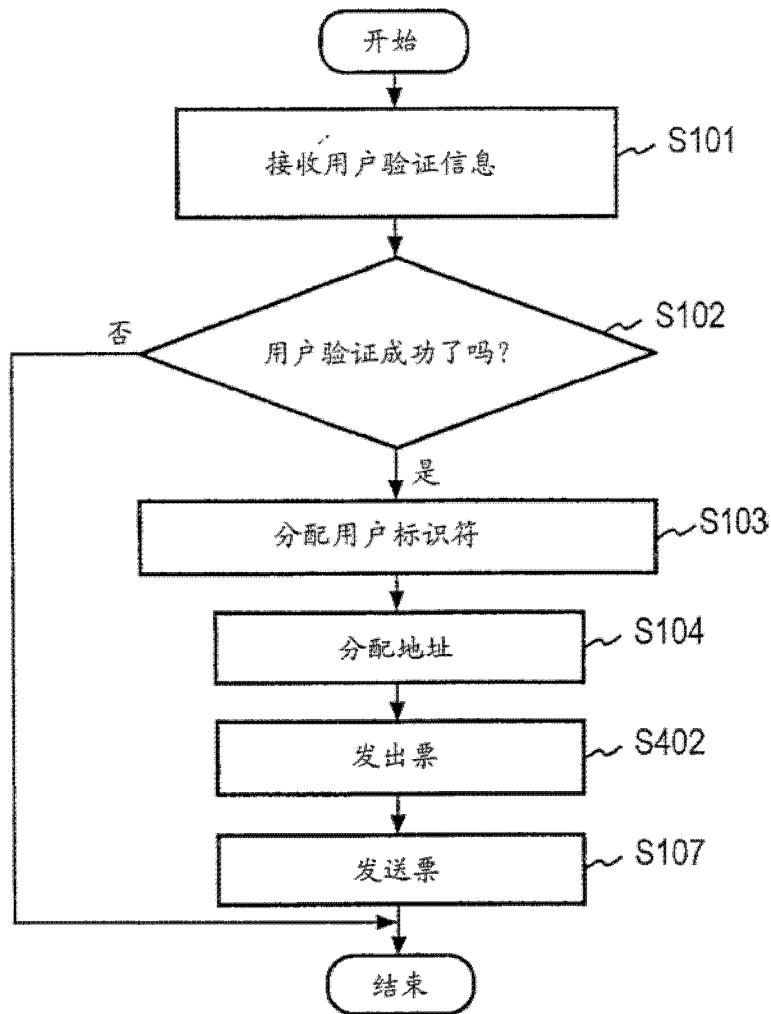 开始
接收用户验证信息
S101
用户验证成功了吗?
S102
否
是
分配用户标识符
S103
分配地址
S104
发出票
S402
发送票
S107
结束